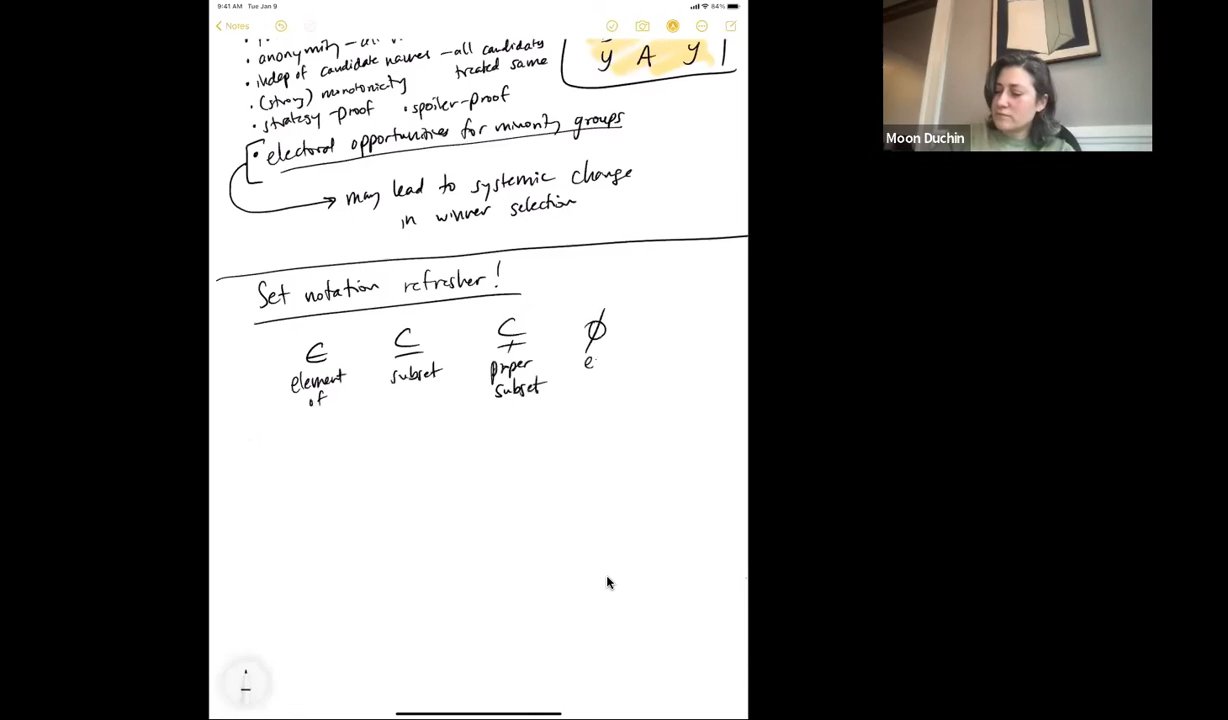 9:41 AM Tue Jan 9
84%
Notes
anonymity –
y A y
• indep of candidate names – all candidates
treated same
• (strong) monotonicity
• strategy-proof • spoiler-proof
• electoral opportunities for minority groups
→ may lead to systemic change
in winner selection
Set notation refresher!
∈ ⊆ ⊊ ∅
element of
subset
proper subset
e
Moon Duchin